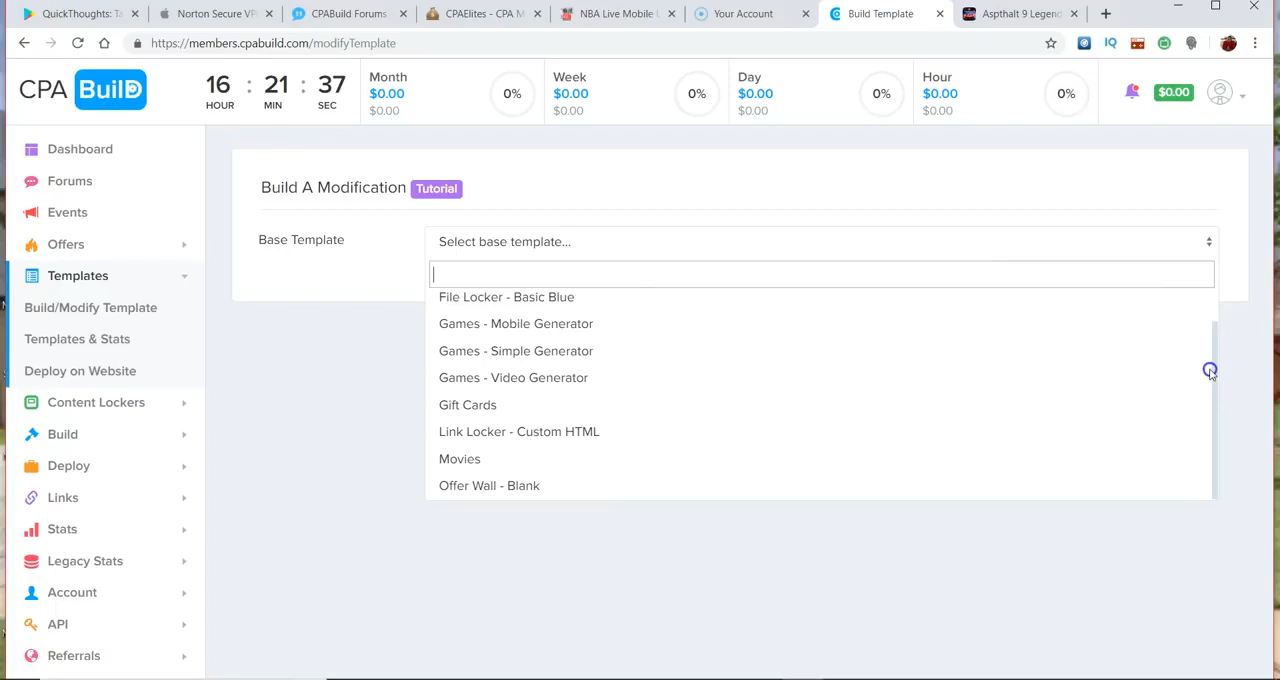 QuickThoughts: Ta
Norton Secure VP
CPABuild Forums
CPAElites - CPA M
NBA Live Mobile
Your Account
Build Template
Aspthalt 9 Legend
https://members.cpabuild.com/modifyTemplate
IQ
CPA BuilD
16 : 21 : 37
HOUR MIN SEC
Month
$0.00
$0.00
0%
Week
$0.00
$0.00
0%
Day
$0.00
$0.00
0%
Hour
$0.00
$0.00
0%
$0.00
Dashboard
Forums
Events
Offers
Templates
Build/Modify Template
Templates & Stats
Deploy on Website
Content Lockers
Build
Deploy
Links
Stats
Legacy Stats
Account
API
Referrals
Build A Modification Tutorial
Base Template
Select base template...
File Locker - Basic Blue
Games - Mobile Generator
Games - Simple Generator
Games - Video Generator
Gift Cards
Link Locker - Custom HTML
Movies
Offer Wall - Blank